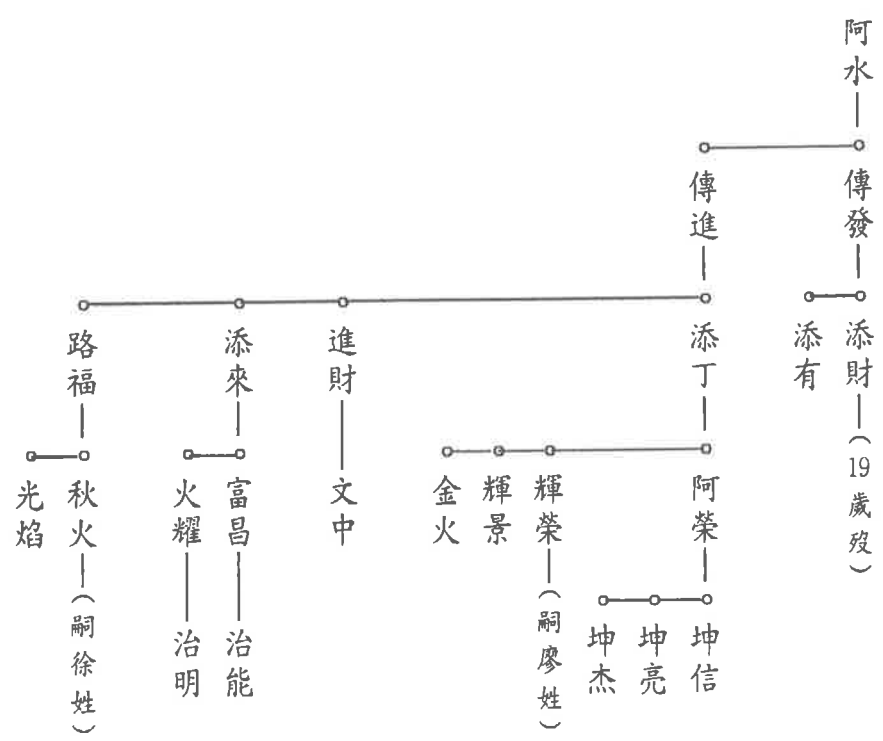 阿水
傳發
傳進
添財
（19歲歿）
添有
添丁
進財
添來
路福
阿榮
輝榮
（嗣廖姓）
輝景
金火
文中
富昌
火耀
秋火
（嗣徐姓）
光焰
坤信
坤亮
坤杰
治能
治明